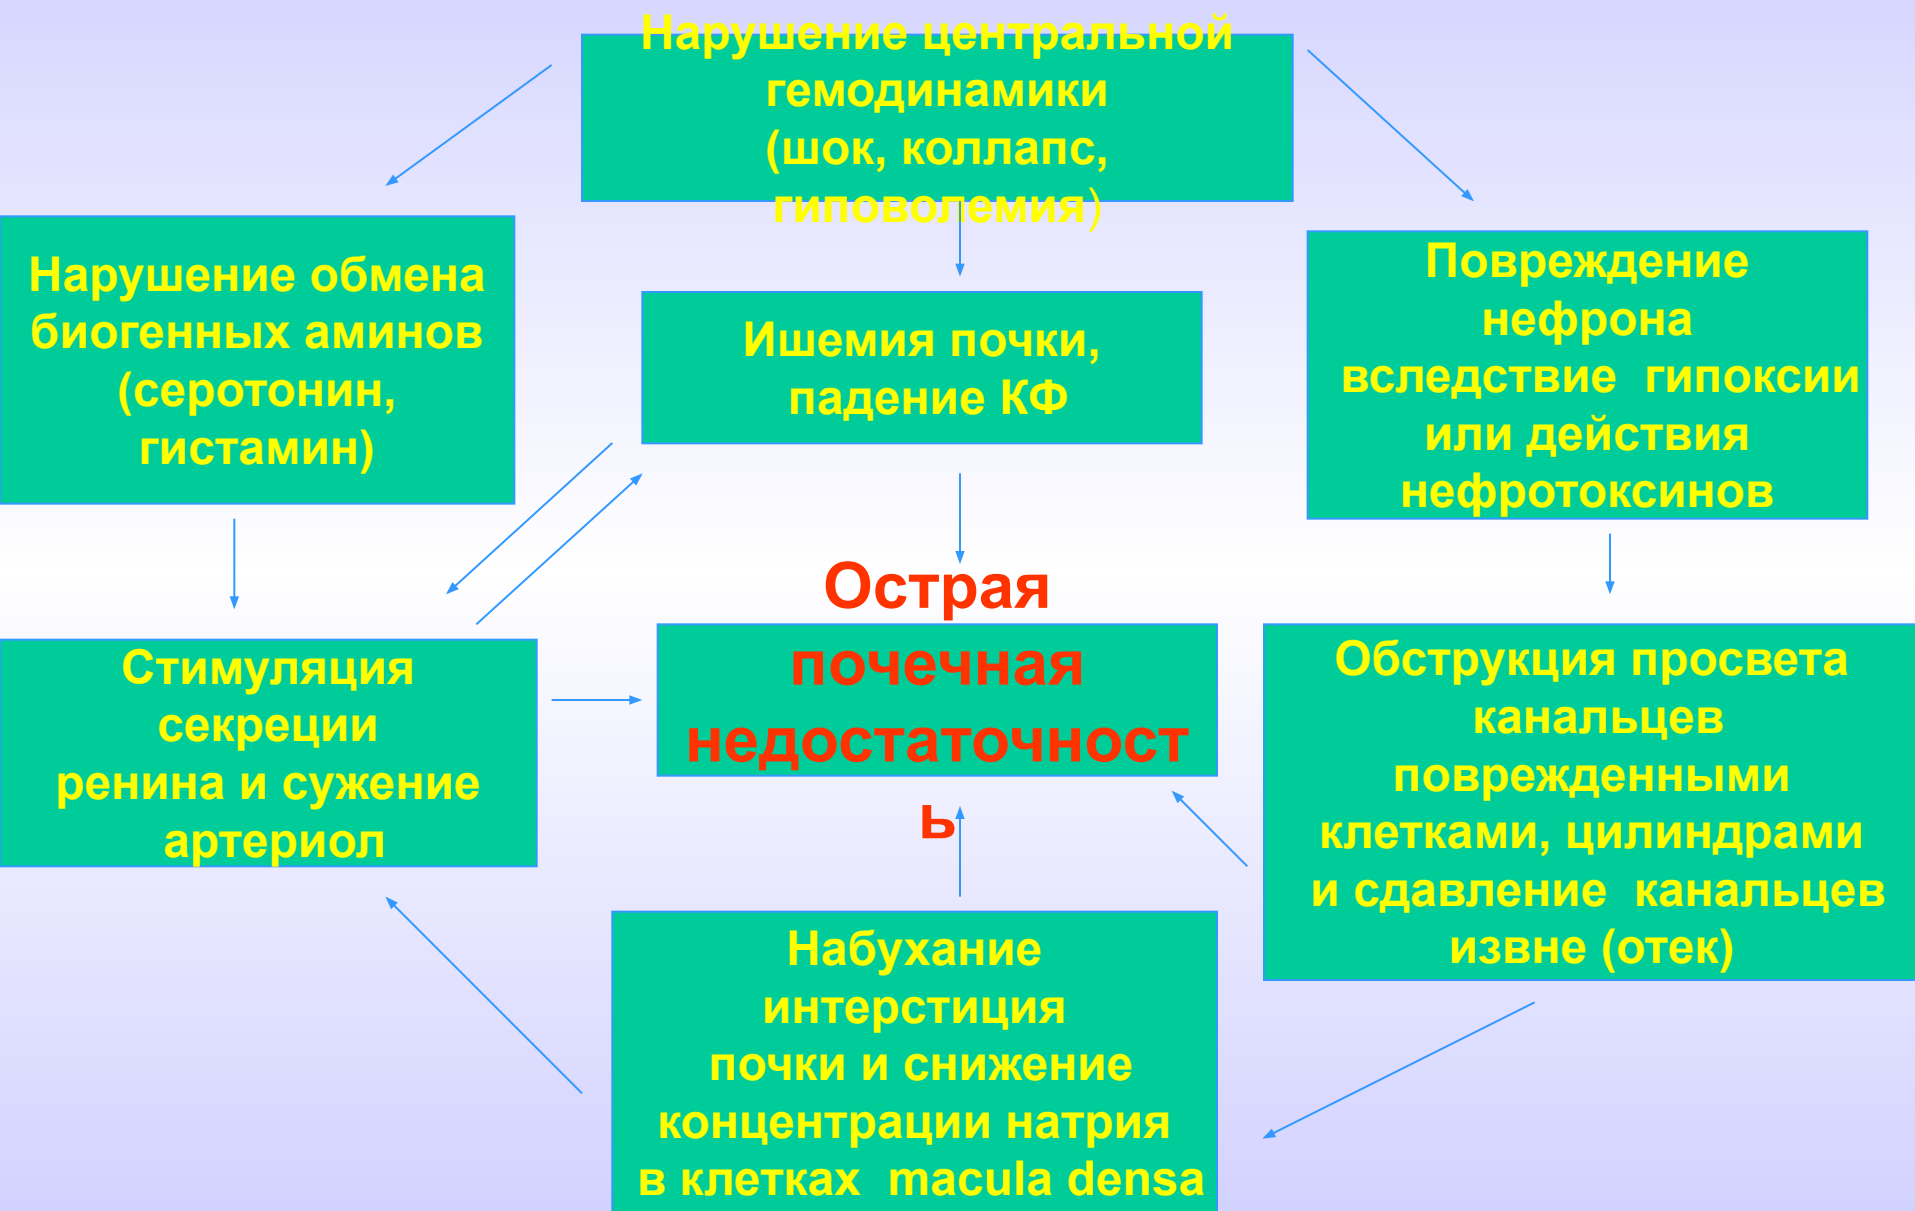 Нарушение центральной
гемодинамики
(шок, коллапс,
гиповолемия)
Нарушение обмена
биогенных аминов
(серотонин,
гистамин)
Ишемия почки,
падение КФ
Повреждение
нефрона
вследствие гипоксии
или действия
нефротоксинов
Стимуляция
секреции
ренина и сужение
артериол
Острая
почечная
недостаточност
ь
Обструкция просвета
канальцев
поврежденными
клетками, цилиндрами
и сдавление канальцев
извне (отек)
Набухание
интерстиция
почки и снижение
концентрации натрия
в клетках macula densa